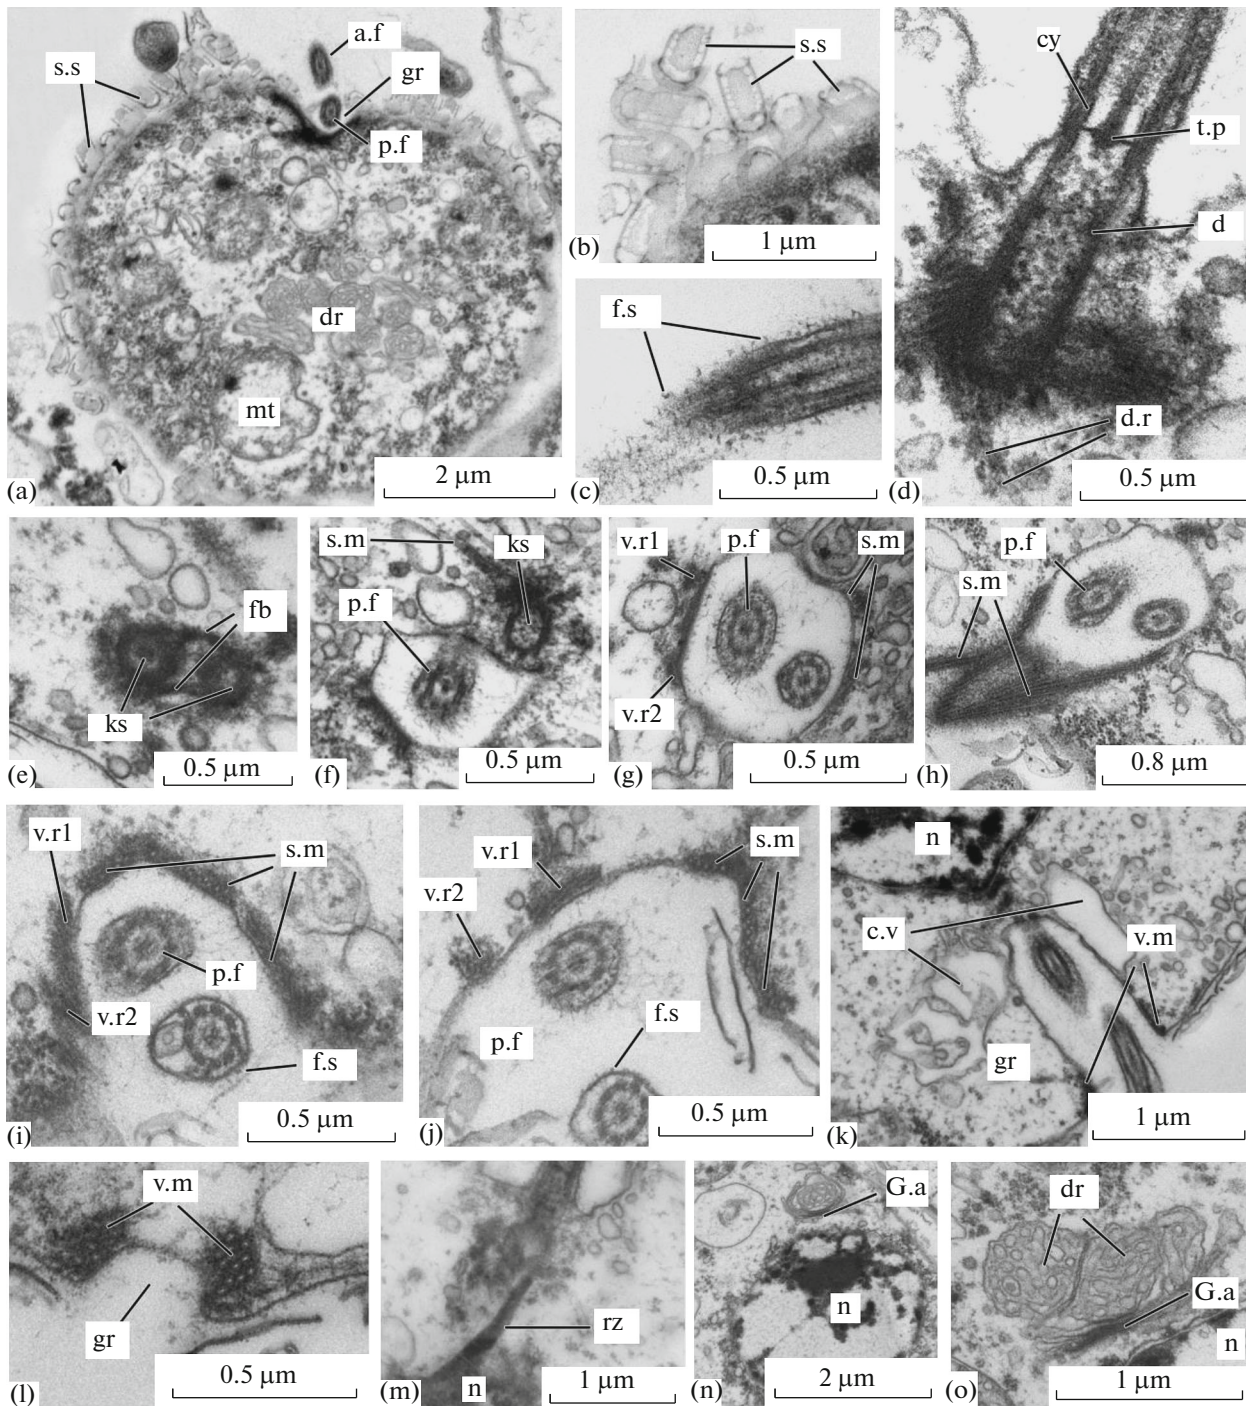 a.f
s.s
gr
p.f
dr
mt
2 μm
(a)
s.s
1 μm
(b)
f.s
0.5 μm
(c)
cy
t.p
d
d.r
0.5 μm
(d)
fb
ks
0.5 μm
(e)
s.m
ks
p.f
0.5 μm
(f)
v.r1
p.f
s.m
v.r2
0.5 μm
(g)
p.f
s.m
0.8 μm
(h)
v.r1
s.m
p.f
v.r2
f.s
0.5 μm
(i)
v.r1
s.m
v.r2
f.s
p.f
0.5 μm
(j)
n
c.v
v.m
gr
1 μm
(k)
v.m
gr
0.5 μm
(l)
rz
n
1 μm
(m)
G.a
n
2 μm
(n)
dr
G.a
n
1 μm
(o)